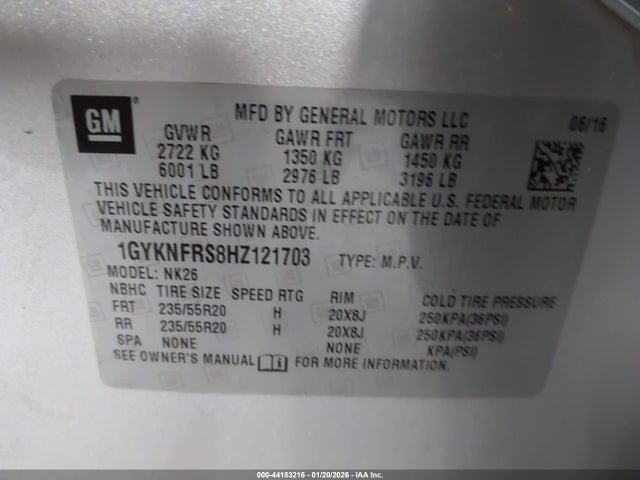 GM
MFD BY GENERAL MOTORS LLC 06/16
GVWR GAWR FRT GAWR RR
2722 KG 1350 KG 1450 KG
6001 LB 2976 LB 3196 LB
THIS VEHICLE CONFORMS TO ALL APPLICABLE U.S. FEDERAL MOTOR
VEHICLE SAFETY STANDARDS IN EFFECT ON THE DATE OF
MANUFACTURE SHOWN ABOVE.
1GYKNFRS8HZ121703 TYPE: M.P.V.
MODEL: NK26
NBHC TIRE SIZE SPEED RTG RIM COLD TIRE PRESSURE
FRT 235/55R20 H 20X8J 250KPA(36PSI)
RR 235/55R20 H 20X8J 250KPA(36PSI)
SPA NONE NONE KPA(PSI)
SEE OWNER'S MANUAL FOR MORE INFORMATION.
000-44183216 - 01/20/2026 - IAA Inc.